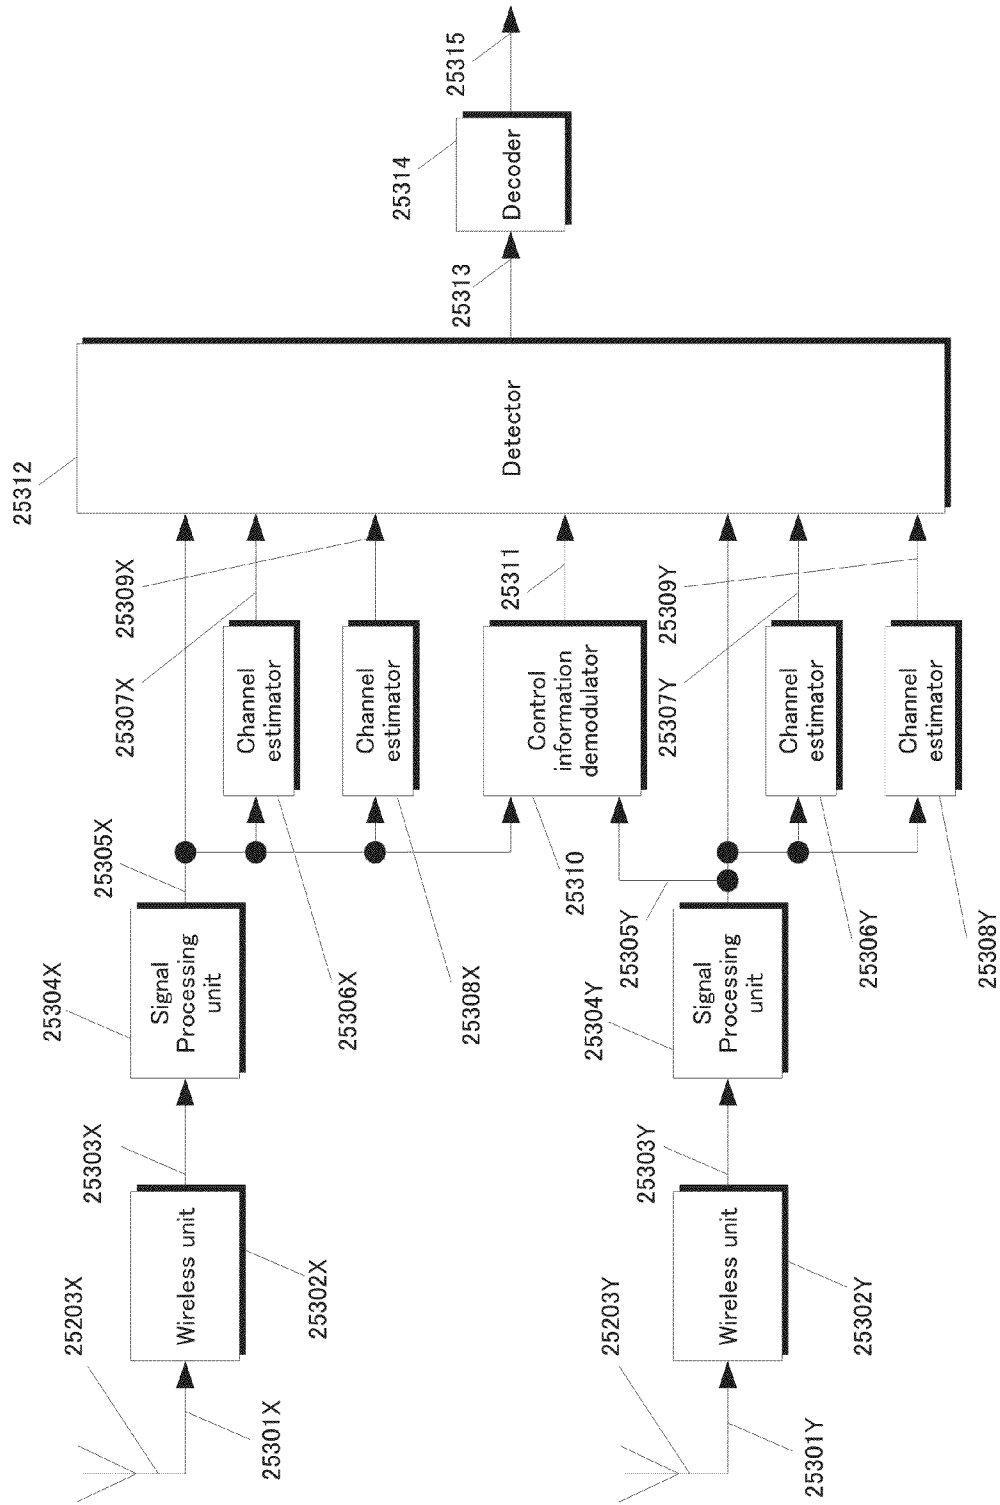 25203X
25301X
Wireless unit
25302X
25303X
25304X
Signal
Processing
unit
25305X
25306X
Channel
estimator
25307X
25308X
Channel
estimator
25309X
25310
Control
information
demodulator
25311
25312
Detector
25313
25314
Decoder
25315
25203Y
25301Y
Wireless unit
25302Y
25303Y
25304Y
Signal
Processing
unit
25305Y
25306Y
Channel
estimator
25307Y
25308Y
Channel
estimator
25309Y